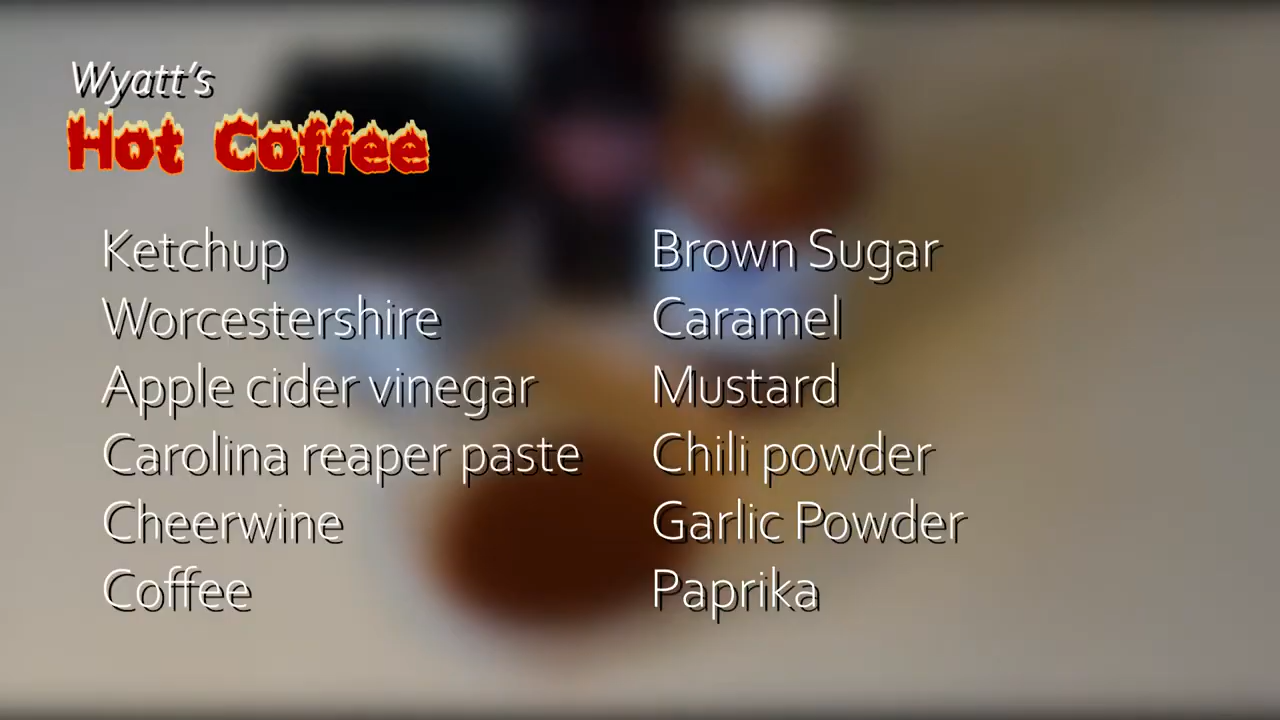 Wyatt's
Hot Coffee
Ketchup
Worcestershire
Apple cider vinegar
Carolina reaper paste
Cheerwine
Coffee
Brown Sugar
Caramel
Mustard
Chili powder
Garlic Powder
Paprika